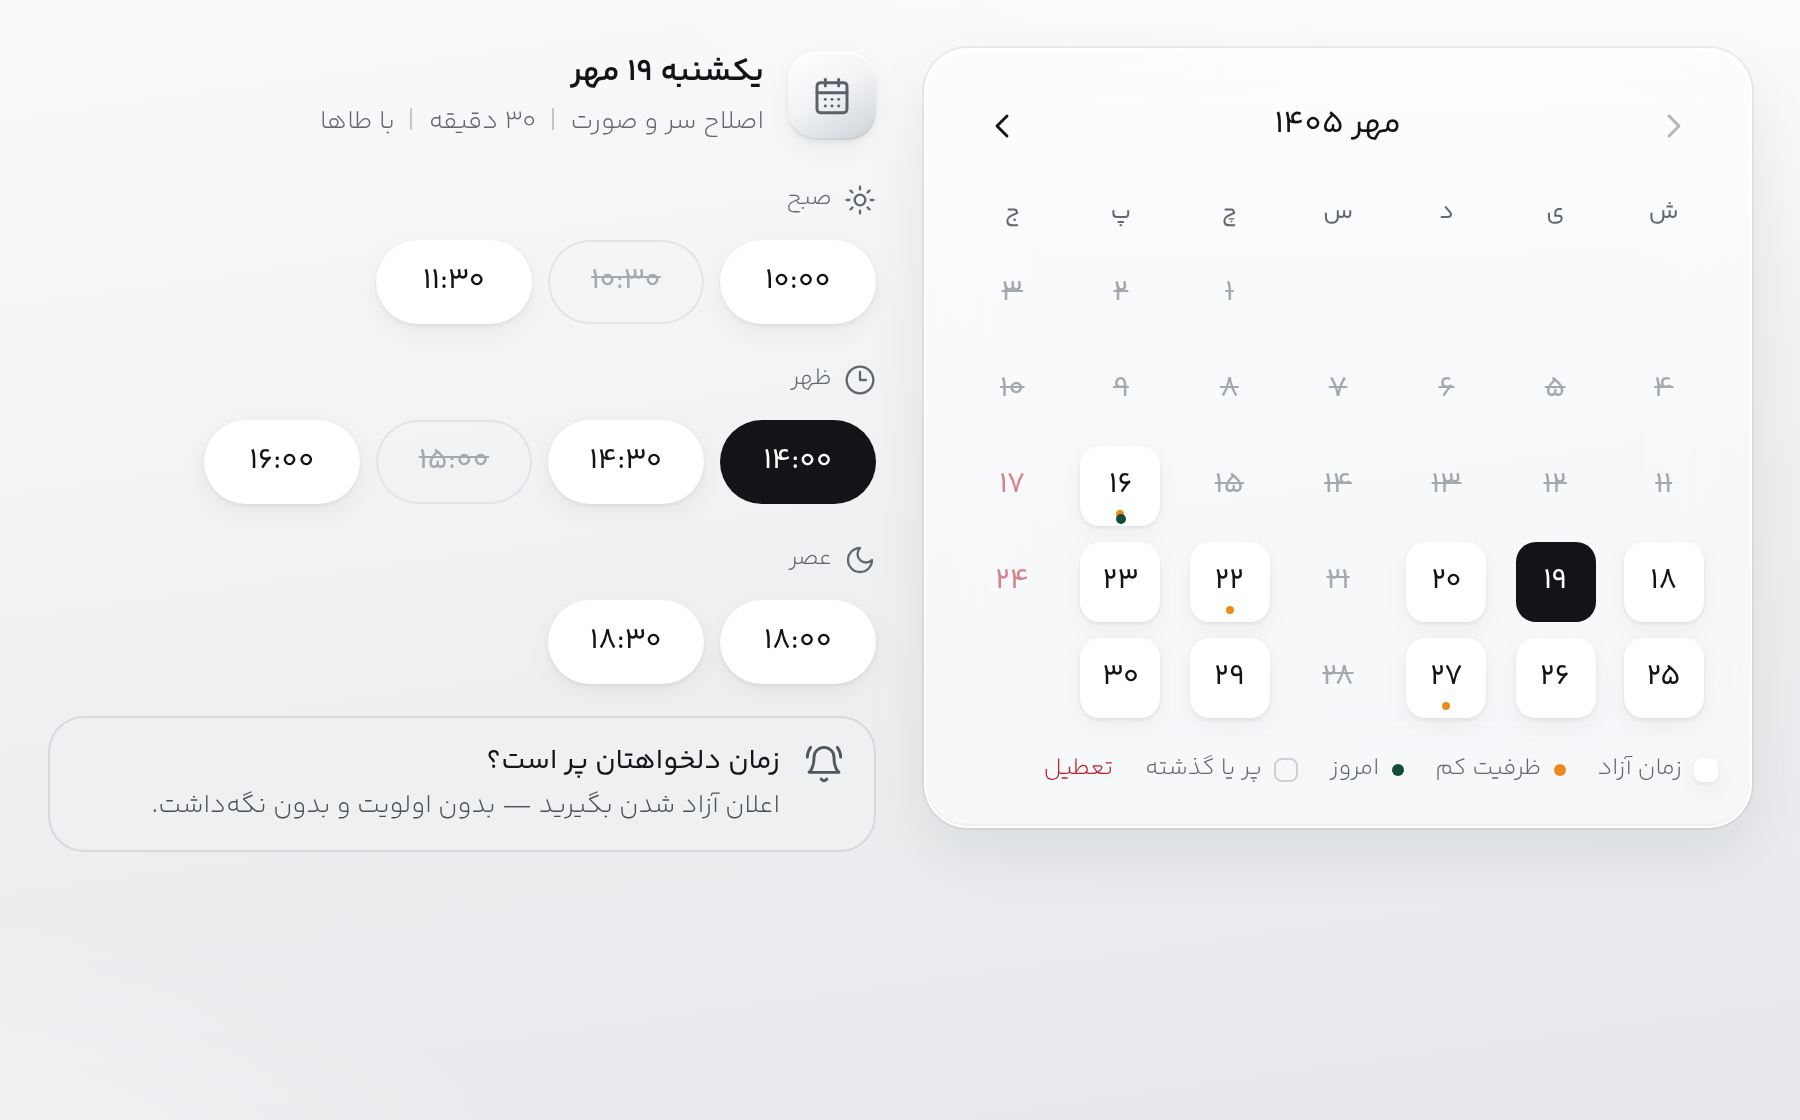 مهر ۱۴۰۵
ش ی د س چ پ ج
۱ ۲ ۳
۴ ۵ ۶ ۷ ۸ ۹ ۱۰
۱۱ ۱۲ ۱۳ ۱۴ ۱۵ ۱۶ ۱۷
۱۸ ۱۹ ۲۰ ۲۱ ۲۲ ۲۳ ۲۴
۲۵ ۲۶ ۲۷ ۲۸ ۲۹ ۳۰
زمان آزاد ظرفیت کم امروز پر یا گذشته تعطیل
یکشنبه ۱۹ مهر
اصلاح سر و صورت | ۳۰ دقیقه | با طاها
صبح
۱۰:۰۰ ۱۰:۳۰ ۱۱:۳۰
ظهر
۱۴:۰۰ ۱۴:۳۰ ۱۵:۰۰ ۱۶:۰۰
عصر
۱۸:۰۰ ۱۸:۳۰
زمان دلخواهتان پر است؟
اعلان آزاد شدن بگیرید — بدون اولویت و بدون نگه‌داشت.